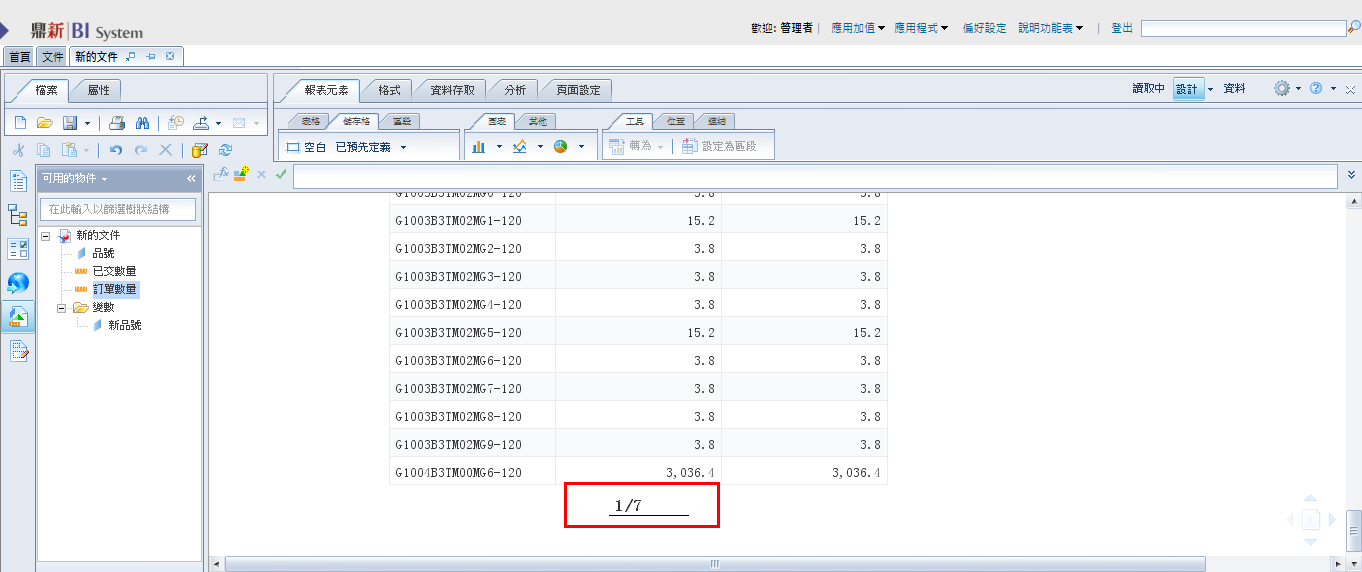 鼎新 BI System
歡迎: 管理者 | 應用加值 應用程式 偏好設定 說明功能表 | 登出
首頁 文件 新的文件
檔案 屬性 報表元素 格式 資料存取 分析 頁面設定 讀取中 設計 資料
表格 儲存格 區段 圖表 其他 工具 位置 連結
空白 已預先定義 轉為 設定為區段
可用的物件
在此輸入以篩選樹狀結構
新的文件
品號
已交數量
訂單數量
變數
新品號
G1003B3TM02MG0-120 3.8 3.8
G1003B3TM02MG1-120 15.2 15.2
G1003B3TM02MG2-120 3.8 3.8
G1003B3TM02MG3-120 3.8 3.8
G1003B3TM02MG4-120 3.8 3.8
G1003B3TM02MG5-120 15.2 15.2
G1003B3TM02MG6-120 3.8 3.8
G1003B3TM02MG7-120 3.8 3.8
G1003B3TM02MG8-120 3.8 3.8
G1003B3TM02MG9-120 3.8 3.8
G1004B3TM00MG6-120 3,036.4 3,036.4
1/7
1